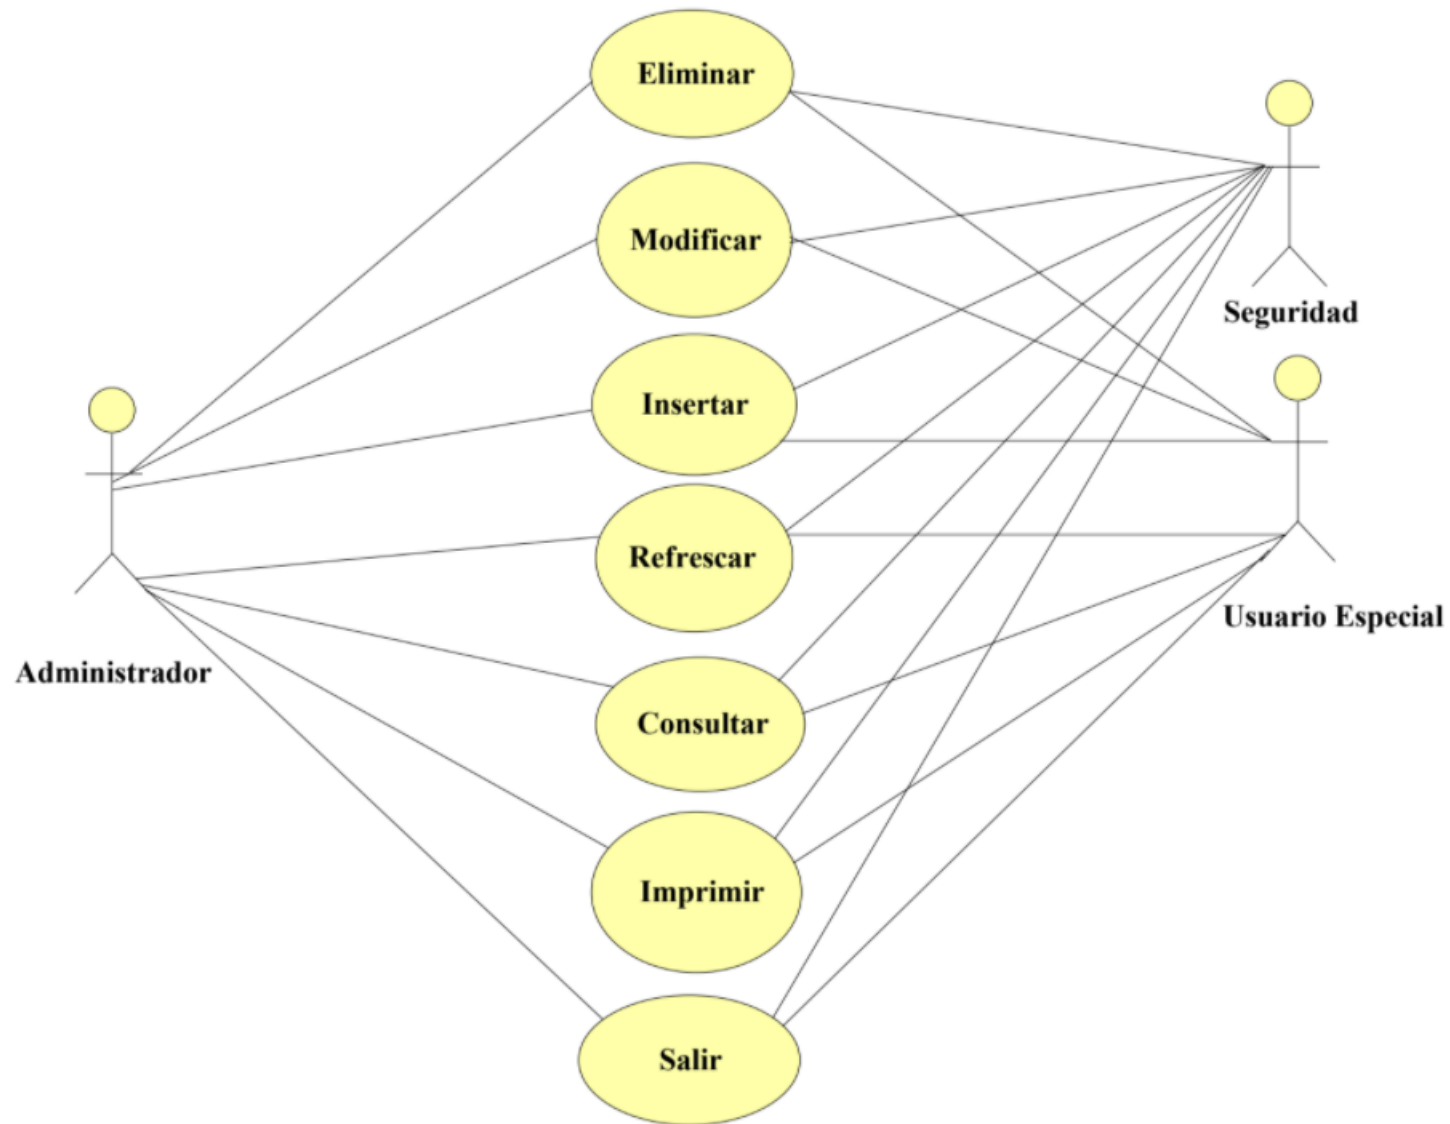 Eliminar
Modificar
Seguridad
Insertar
Refrescar
Usuario Especial
Administrador
Consultar
Imprimir
Salir